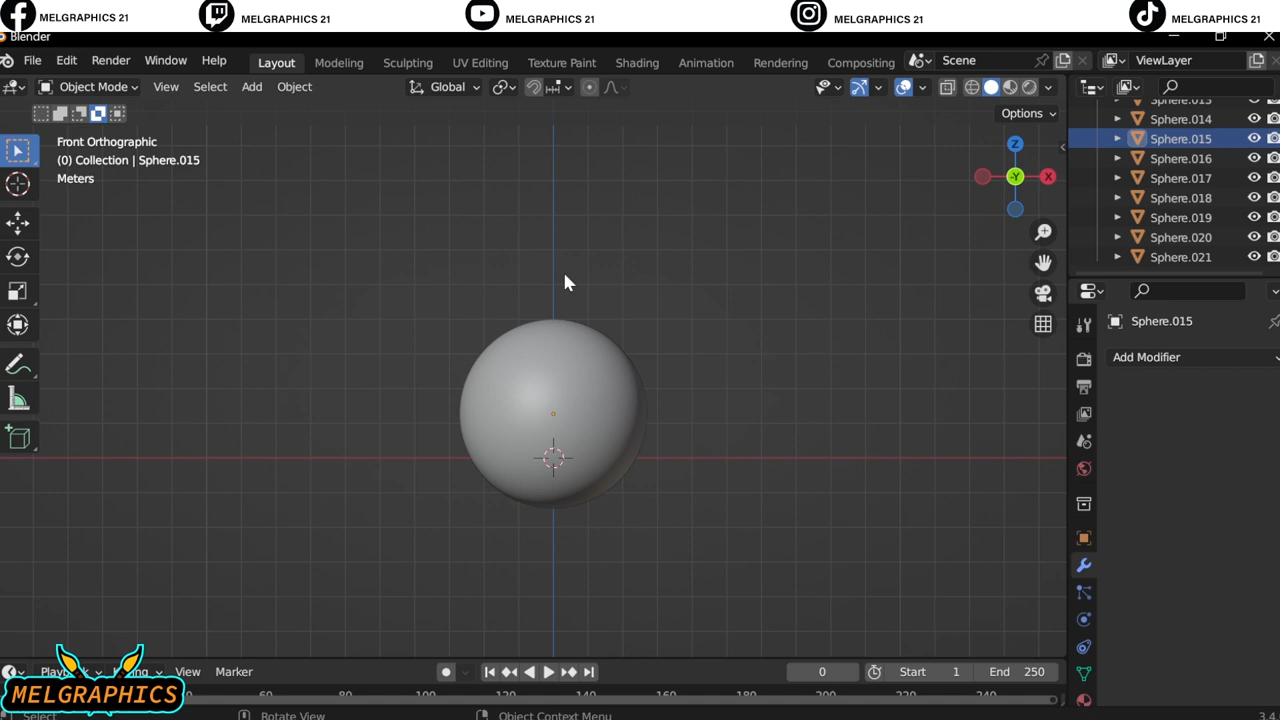 MELGRAPHICS 21 MELGRAPHICS 21 MELGRAPHICS 21 MELGRAPHICS 21 MELGRAPHICS 21
Blender
File Edit Render Window Help Layout Modeling Sculpting UV Editing Texture Paint Shading Animation Rendering Compositing Scene ViewLayer
Object Mode View Select Add Object Global
Options
Front Orthographic
(0) Collection | Sphere.015
Meters
Z
-Y X
Sphere.013
Sphere.014
Sphere.015
Sphere.016
Sphere.017
Sphere.018
Sphere.019
Sphere.020
Sphere.021
Sphere.015
Add Modifier
View Marker 0 Start 1 End 250
60 100 120 140 160 180 200 220 240
MELGRAPHICS
Select Rotate View Object Context Menu 3.4